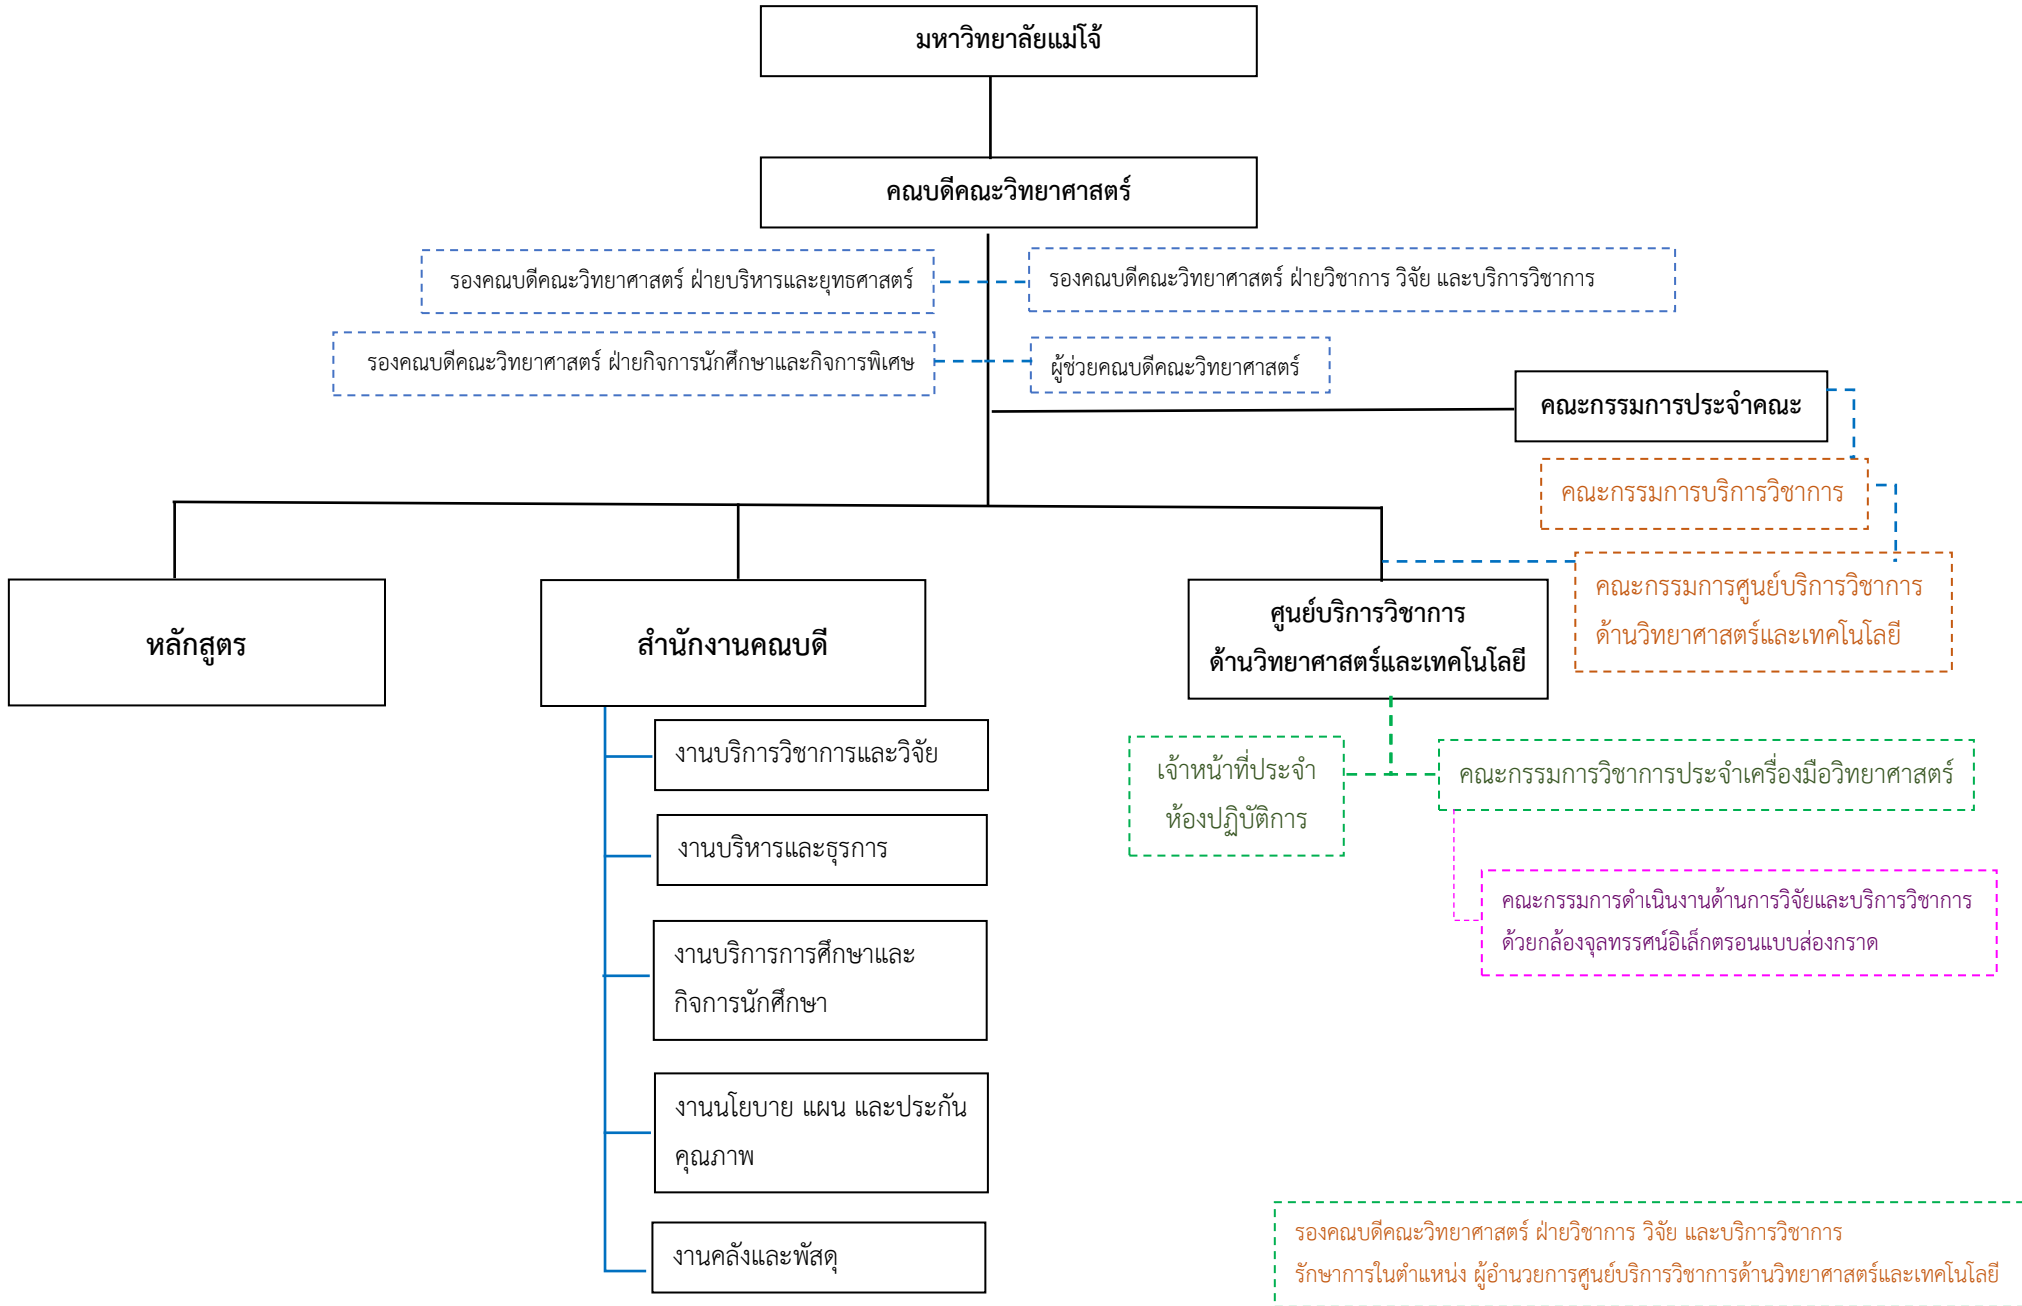 มหาวิทยาลัยแม่โจ้
คณบดีคณะวิทยาศาสตร์
รองคณบดีคณะวิทยาศาสตร์ ฝ่ายบริหารและยุทธศาสตร์
รองคณบดีคณะวิทยาศาสตร์ ฝ่ายวิชาการ วิจัย และบริการวิชาการ
รองคณบดีคณะวิทยาศาสตร์ ฝ่ายกิจการนักศึกษาและกิจการพิเศษ
ผู้ช่วยคณบดีคณะวิทยาศาสตร์
คณะกรรมการประจำคณะ
คณะกรรมการบริการวิชาการ
คณะกรรมการศูนย์บริการวิชาการ
ด้านวิทยาศาสตร์และเทคโนโลยี
หลักสูตร
สำนักงานคณบดี
ศูนย์บริการวิชาการ
ด้านวิทยาศาสตร์และเทคโนโลยี
งานบริการวิชาการและวิจัย
งานบริหารและธุรการ
งานบริการการศึกษาและ
กิจการนักศึกษา
งานนโยบาย แผน และประกัน
คุณภาพ
งานคลังและพัสดุ
เจ้าหน้าที่ประจำ
ห้องปฏิบัติการ
คณะกรรมการวิชาการประจำเครื่องมือวิทยาศาสตร์
คณะกรรมการดำเนินงานด้านการวิจัยและบริการวิชาการ
ด้วยกล้องจุลทรรศน์อิเล็กตรอนแบบส่องกราด
รองคณบดีคณะวิทยาศาสตร์ ฝ่ายวิชาการ วิจัย และบริการวิชาการ
รักษาการในตำแหน่ง ผู้อำนวยการศูนย์บริการวิชาการด้านวิทยาศาสตร์และเทคโนโลยี